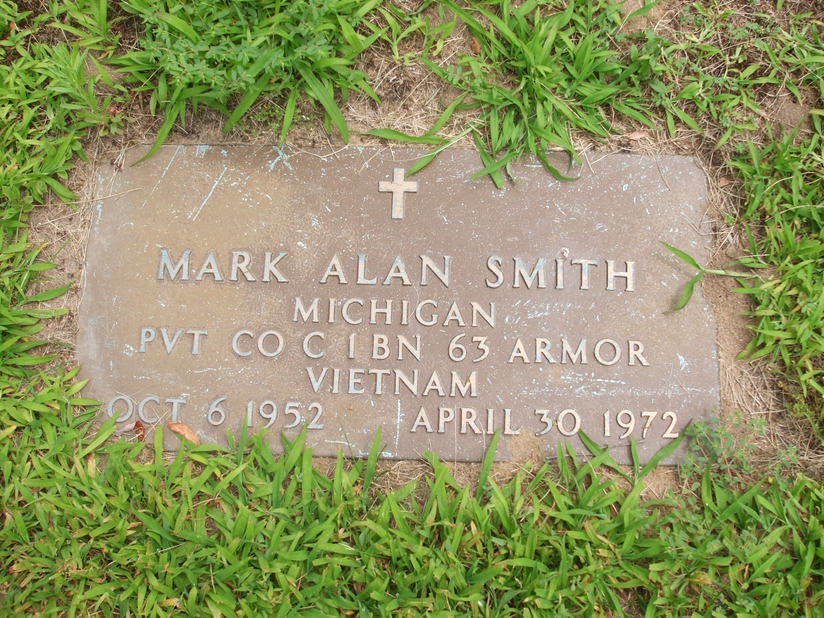 MARK ALAN SMITH
MICHIGAN
PVT CO C 1 BN 63 ARMOR
VIETNAM
OCT 6 1952 APRIL 30 1972